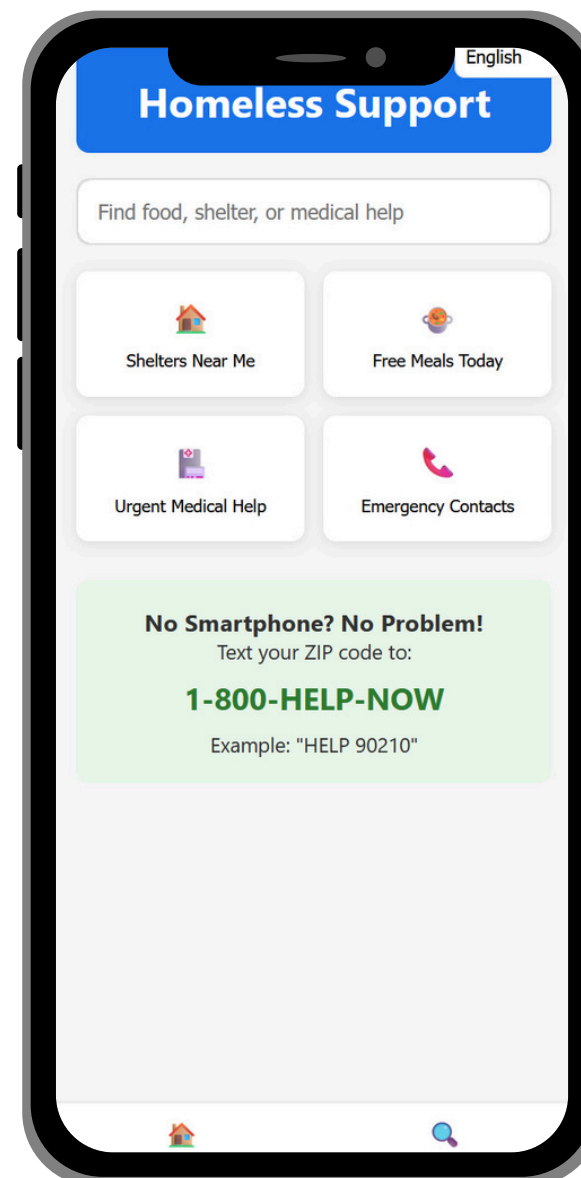 English
Homeless Support
Find food, shelter, or medical help
Shelters Near Me
Free Meals Today
Urgent Medical Help
Emergency Contacts
No Smartphone? No Problem!
Text your ZIP code to:
1-800-HELP-NOW
Example: "HELP 90210"